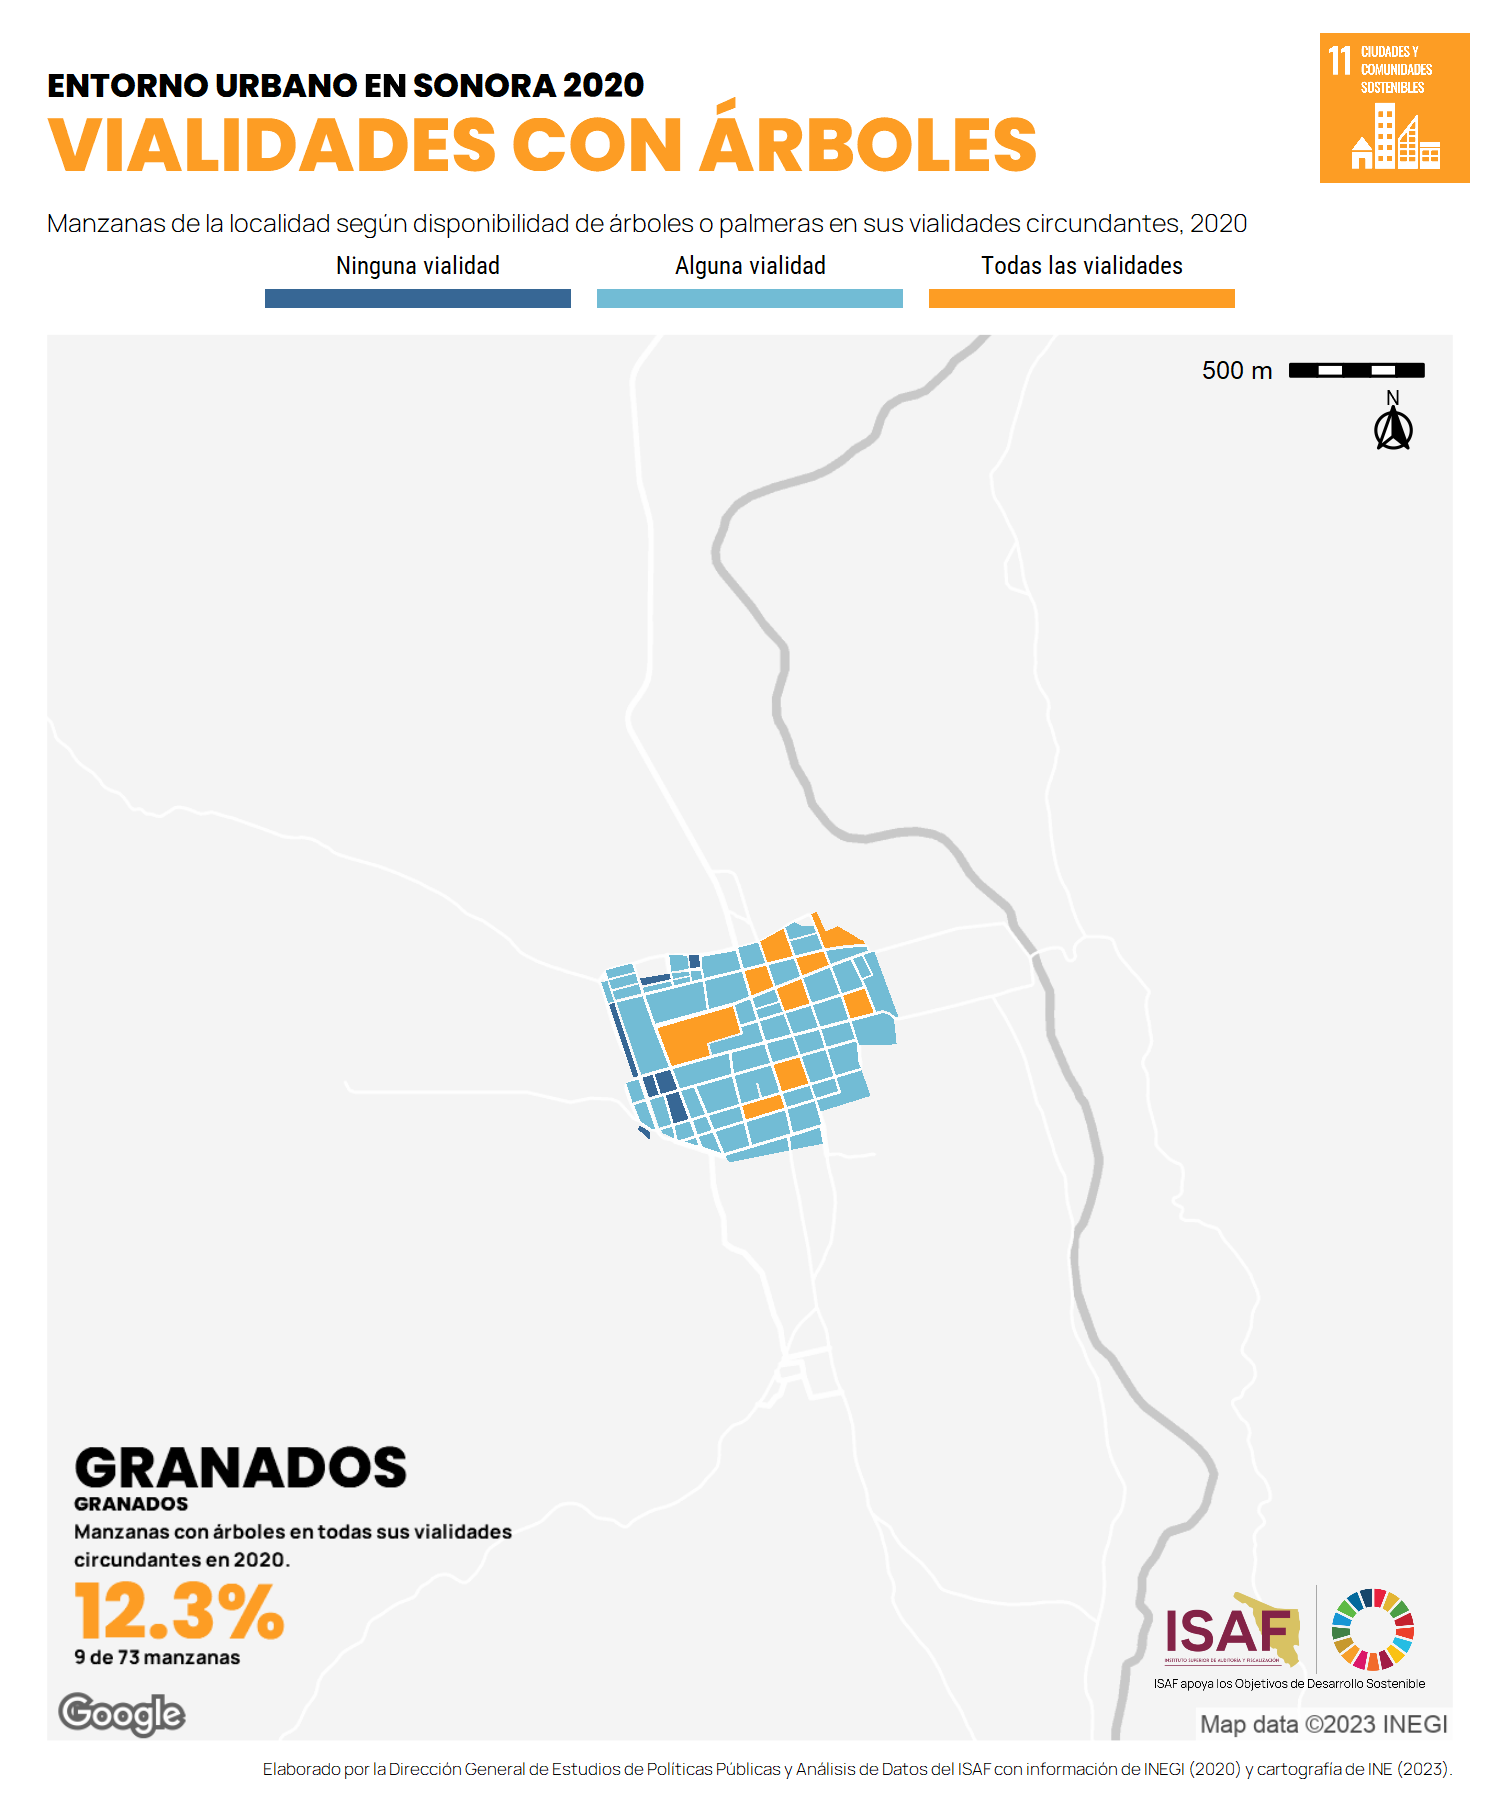 ENTORNO URBANO EN SONORA 2020
VIALIDADES CON ÁRBOLES
11 CIUDADES Y
COMUNIDADES
SOSTENIBLES
Manzanas de la localidad según disponibilidad de árboles o palmeras en sus vialidades circundantes, 2020
Ninguna vialidad Alguna vialidad Todas las vialidades
500 m
N
GRANADOS
GRANADOS
Manzanas con árboles en todas sus vialidades
circundantes en 2020.
12.3%
9 de 73 manzanas
ISAF
INSTITUTO SUPERIOR DE AUDITORÍA Y FISCALIZACIÓN
ISAF apoya los Objetivos de Desarrollo Sostenible
Google
Map data ©2023 INEGI
Elaborado por la Dirección General de Estudios de Políticas Públicas y Análisis de Datos del ISAF con información de INEGI (2020) y cartografía de INE (2023).